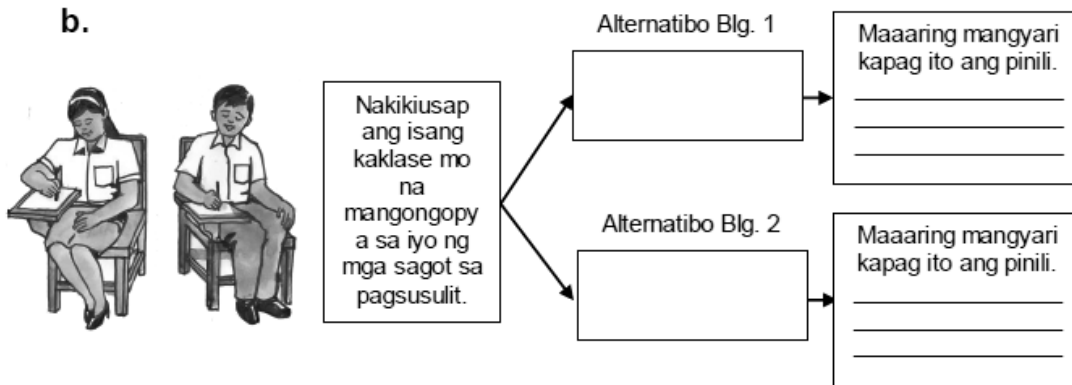 b.
Nakikiusap
ang isang
kaklase mo
na
mangongopy
a sa iyo ng
mga sagot sa
pagsusulit.
Alternatibo Blg. 1
Maaaring mangyari
kapag ito ang pinili.
Alternatibo Blg. 2
Maaaring mangyari
kapag ito ang pinili.